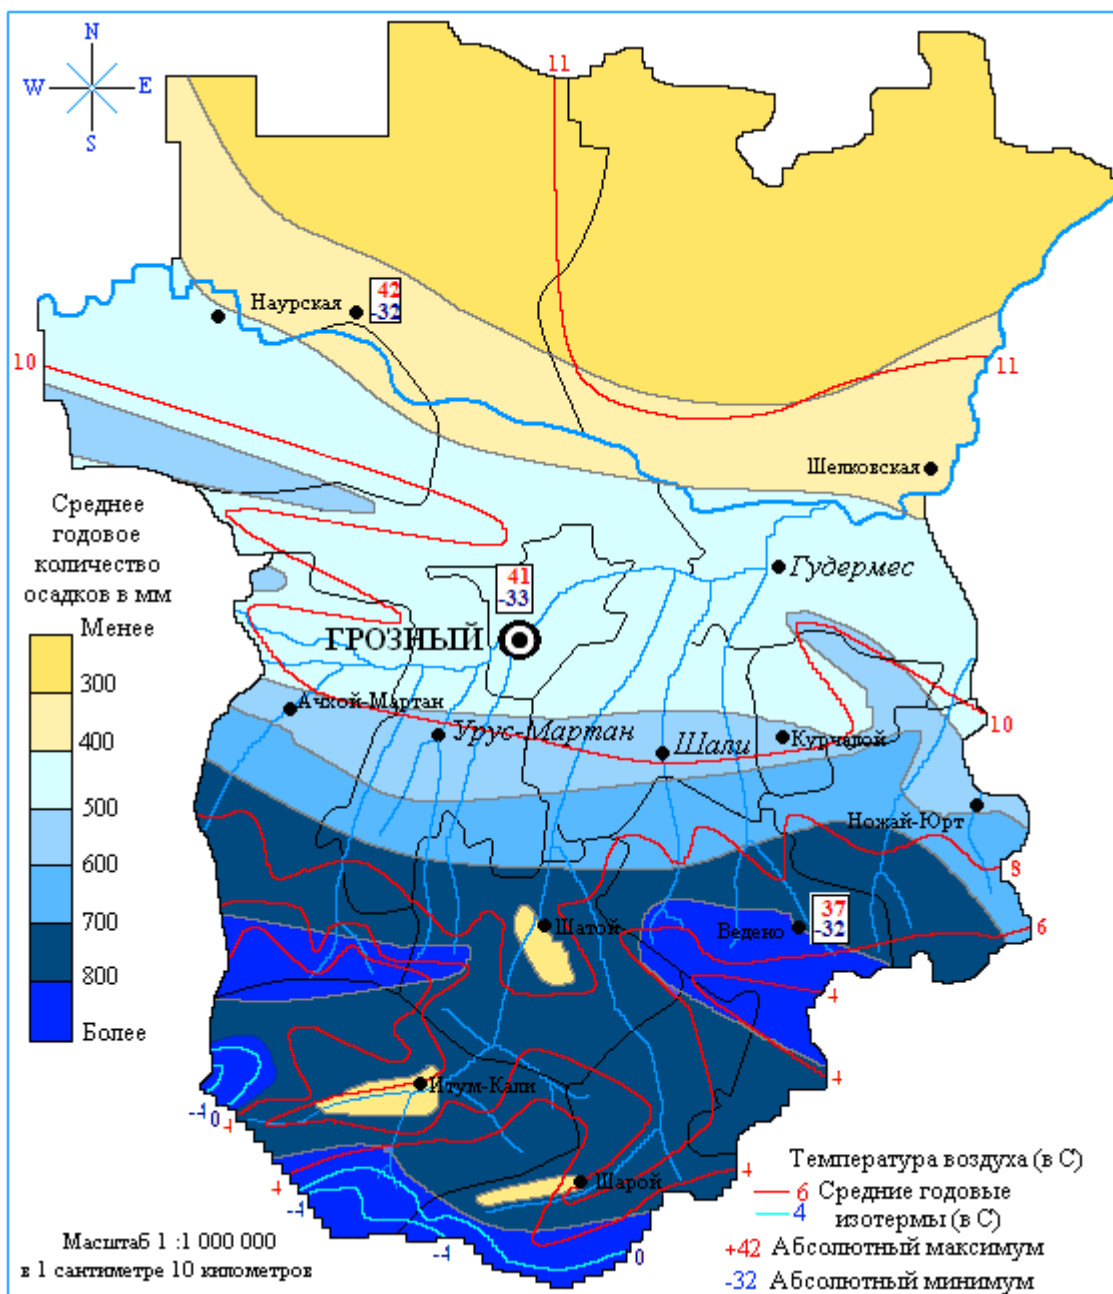 N
W E
S
11
Наурская
42
-32
10
11
Шелковская
Среднее
годовое
количество
осадков в мм
Менее
300
400
500
600
700
800
Более
41
-33
ГРОЗНЫЙ
Гудермес
Ачхой-Мартан
Урус-Мартан
Шали
Курчалой
10
Ножай-Юрт
8
Шатой
Ведено
37
-32
6
4
4
Итум-Кали
-4
0
4
Шарой
4
-4
4
-4
0
Температура воздуха (в С)
6 Средние годовые
4 изотермы (в С)
+42 Абсолютный максимум
-32 Абсолютный минимум
Масштаб 1 :1 000 000
в 1 сантиметре 10 километров